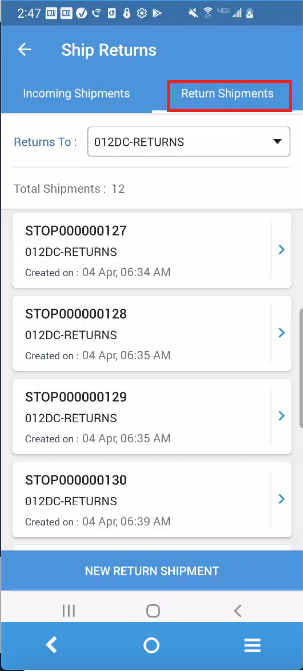 2:47
Ship Returns
Incoming Shipments Return Shipments
Returns To : 012DC-RETURNS
Total Shipments : 12
STOP000000127
012DC-RETURNS
Created on : 04 Apr, 06:34 AM
STOP000000128
012DC-RETURNS
Created on : 04 Apr, 06:35 AM
STOP000000129
012DC-RETURNS
Created on : 04 Apr, 06:35 AM
STOP000000130
012DC-RETURNS
Created on : 04 Apr, 06:39 AM
NEW RETURN SHIPMENT